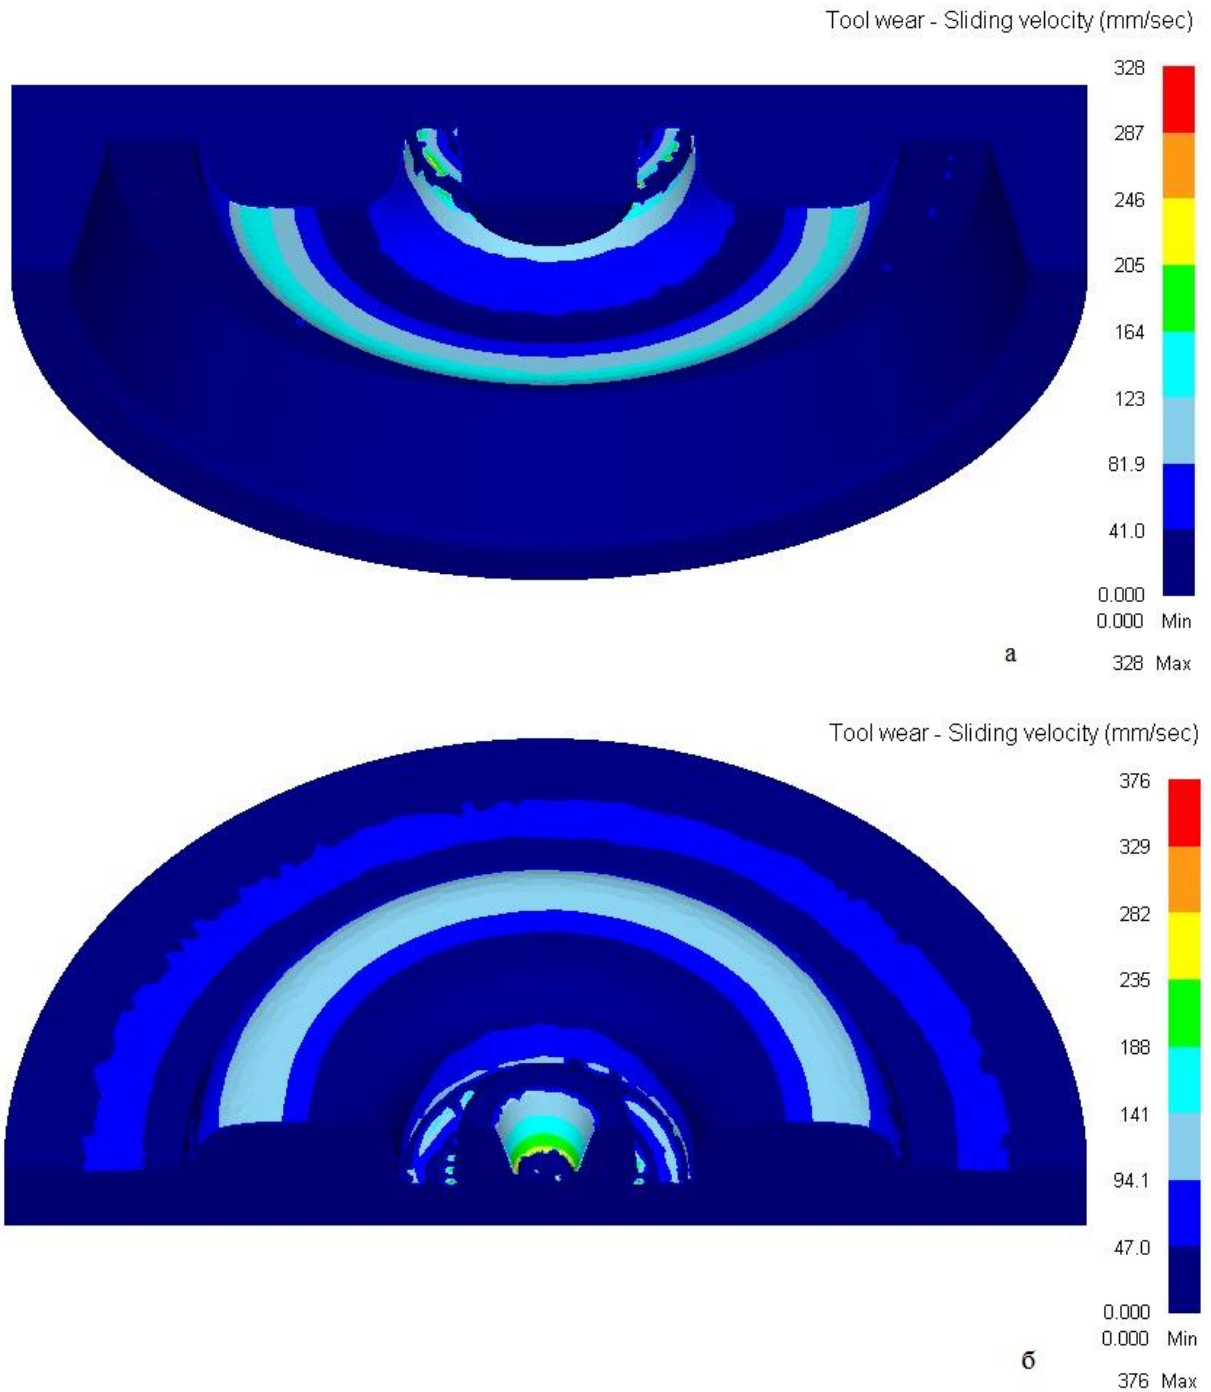 Tool wear - Sliding velocity (mm/sec)
328
287
246
205
164
123
81.9
41.0
0.000
0.000 Min
а
328 Max
Tool wear - Sliding velocity (mm/sec)
376
329
282
235
188
141
94.1
47.0
0.000
0.000 Min
б
376 Max